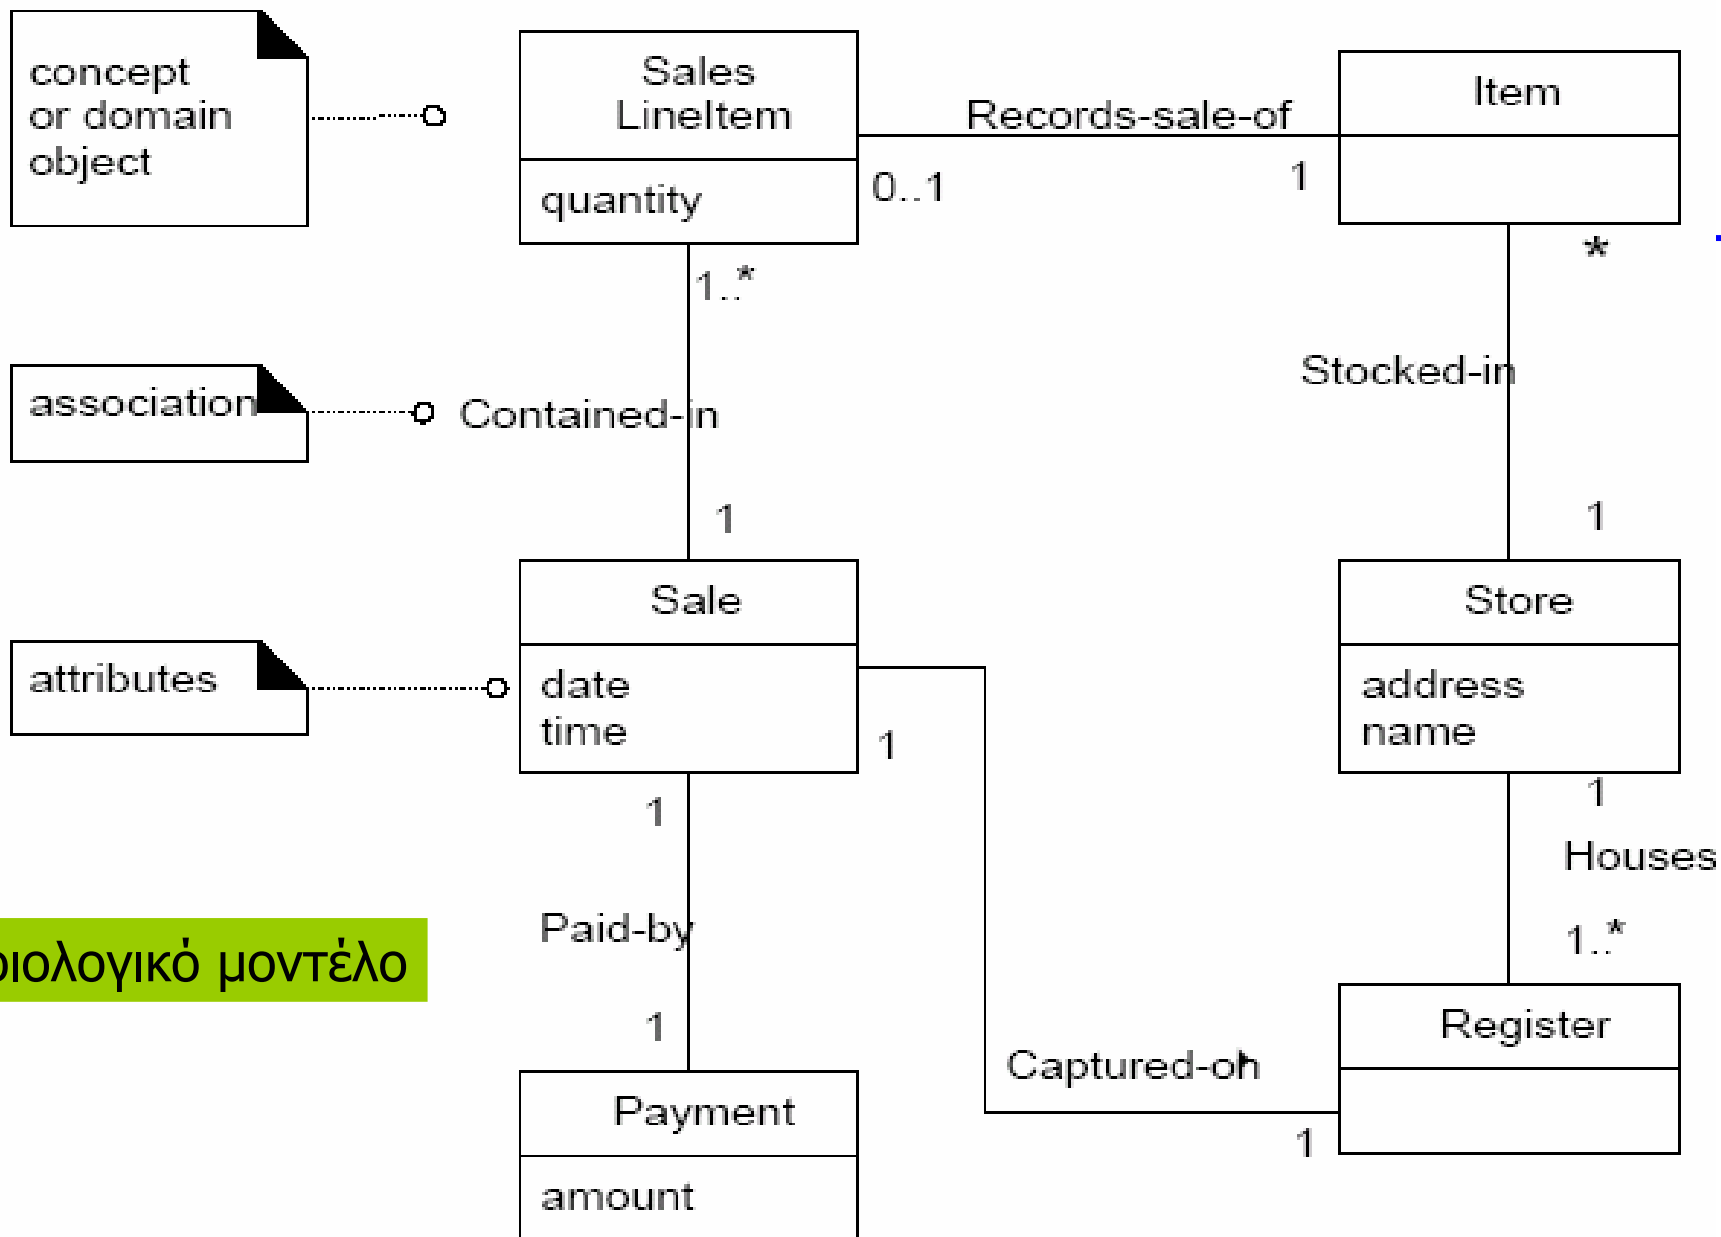 concept
or domain
object
Sales
LineItem
quantity
Records-sale-of
0..1
1
Item
*
1..*
association
Contained-in
Stocked-in
1
1
attributes
Sale
date
time
1
Store
address
name
1
1
Houses
Paid-by
1..*
μοντέλο
1
Captured-on
Register
1
Payment
amount